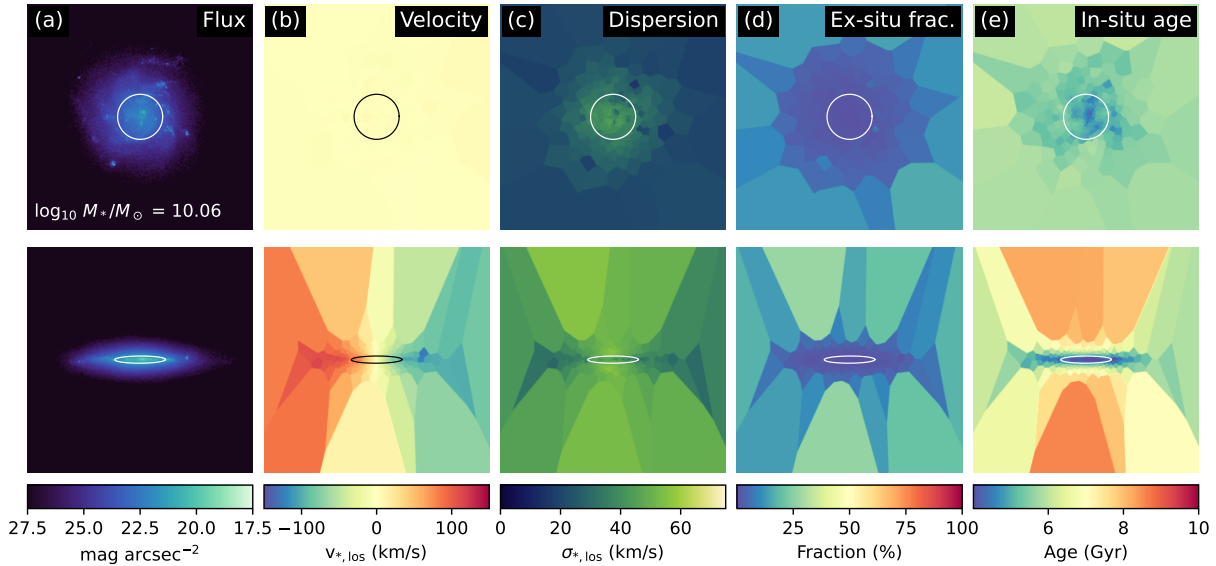 (a) Flux
(b) Velocity
(c) Dispersion
(d) Ex-situ frac.
(e) In-situ age
log₁₀ M*/M⊙ = 10.06
27.5 25.0 22.5 20.0 17.5
mag arcsec⁻²
−100 0 100
v*,los (km/s)
0 20 40 60
σ*,los (km/s)
25 50 75 100
Fraction (%)
6 8 10
Age (Gyr)